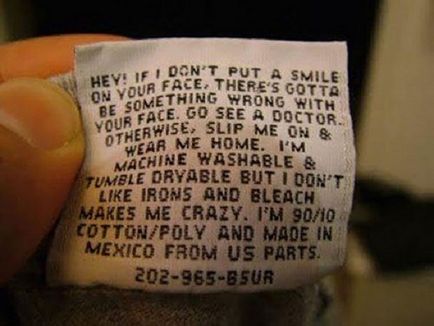 HEY! IF I DON'T PUT A SMILE
ON YOUR FACE, THERE'S GOTTA
BE SOMETHING WRONG WITH
YOUR FACE. GO SEE A DOCTOR.
OTHERWISE, SLIP ME ON &
WEAR ME HOME. I'M
MACHINE WASHABLE &
TUMBLE DRYABLE BUT I DON'T
LIKE IRONS AND BLEACH
MAKES ME CRAZY. I'M 90/10
COTTON/POLY AND MADE IN
MEXICO FROM US PARTS.
202-965-BSUR